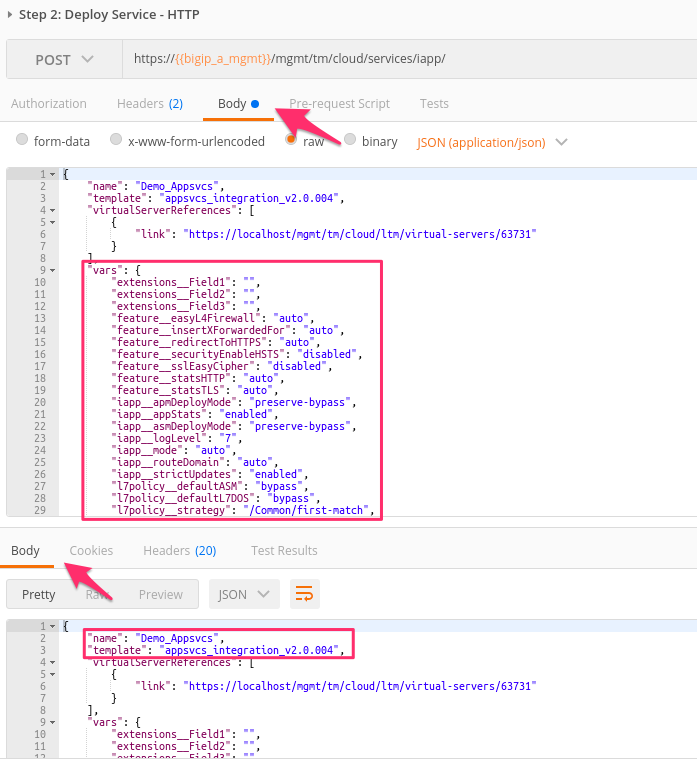 Step 2: Deploy Service - HTTP
POST https://{{bigip_a_mgmt}}/mgmt/tm/cloud/services/iapp/
Authorization Headers (2) Body Pre-request Script Tests
form-data x-www-form-urlencoded raw binary JSON (application/json)
1 {
2 "name": "Demo_Appsvcs",
3 "template": "appsvcs_integration_v2.0.004",
4 "virtualServerReferences": [
5 {
6 "link": "https://localhost/mgmt/tm/cloud/ltm/virtual-servers/63731"
7 }
8 ],
9 "vars": {
10 "extensions__Field1": "",
11 "extensions__Field2": "",
12 "extensions__Field3": "",
13 "feature__easyL4Firewall": "auto",
14 "feature__insertXForwardedFor": "auto",
15 "feature__redirectToHTTPS": "auto",
16 "feature__securityEnableHSTS": "disabled",
17 "feature__sslEasyCipher": "disabled",
18 "feature__statsHTTP": "auto",
19 "feature__statsTLS": "auto",
20 "iapp__apmDeployMode": "preserve-bypass",
21 "iapp__appStats": "enabled",
22 "iapp__asmDeployMode": "preserve-bypass",
23 "iapp__logLevel": "7",
24 "iapp__mode": "auto",
25 "iapp__routeDomain": "auto",
26 "iapp__strictUpdates": "enabled",
27 "l7policy__defaultASM": "bypass",
28 "l7policy__defaultL7DOS": "bypass",
29 "l7policy__strategy": "/Common/first-match",
Body Cookies Headers (20) Test Results
Pretty Raw Preview JSON
1 {
2 "name": "Demo_Appsvcs",
3 "template": "appsvcs_integration_v2.0.004",
4 "virtualServerReferences": [
5 {
6 "link": "https://localhost/mgmt/tm/cloud/ltm/virtual-servers/63731"
7 }
8 ],
9 "vars": {
10 "extensions__Field1": "",
11 "extensions__Field2": "",
12 "extensions__Field3": "",